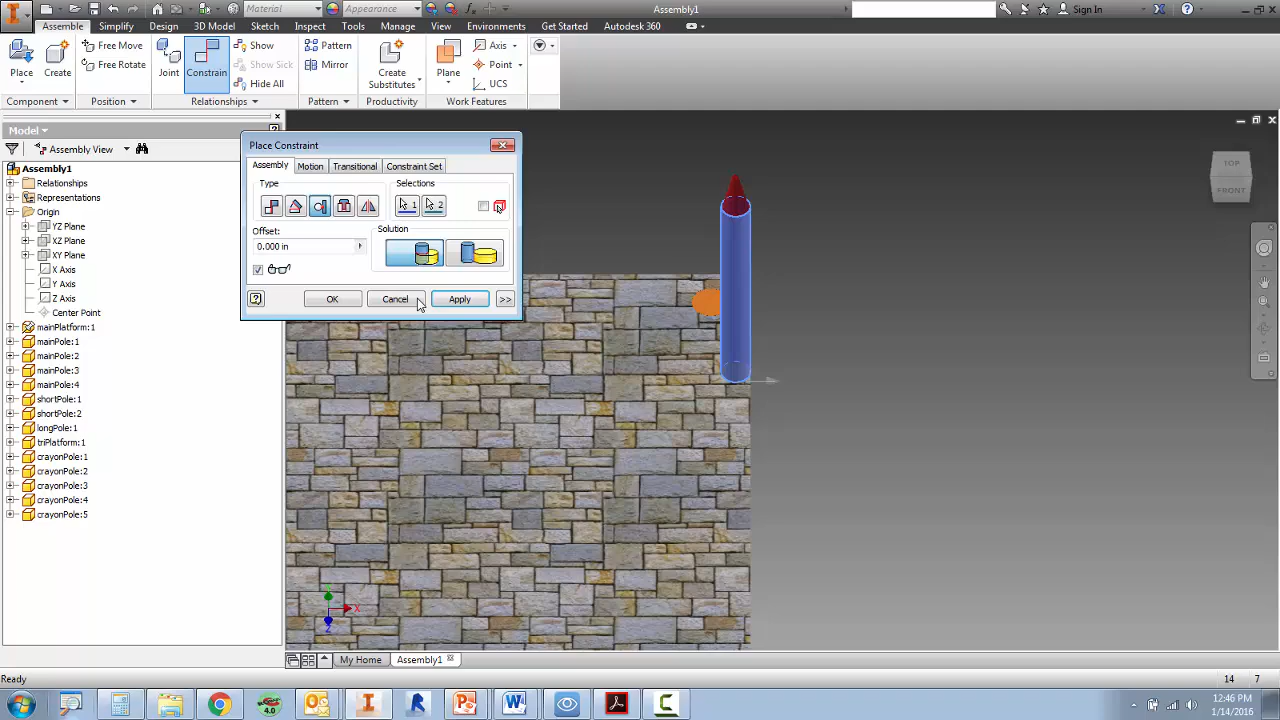 Material
Appearance
Assembly1
Sign In
Assemble Simplify Design 3D Model Sketch Inspect Tools Manage View Environments Get Started Autodesk 360
Place
Create
Free Move
Free Rotate
Joint
Constrain
Show
Show Sick
Hide All
Pattern
Mirror
Create
Substitutes
Plane
Axis
Point
UCS
Component
Position
Relationships
Pattern
Productivity
Work Features
Model
Assembly View
Assembly1
Relationships
Representations
Origin
YZ Plane
XZ Plane
XY Plane
X Axis
Y Axis
Z Axis
Center Point
mainPlatform:1
mainPole:1
mainPole:2
mainPole:3
mainPole:4
shortPole:1
shortPole:2
longPole:1
triPlatform:1
crayonPole:1
crayonPole:2
crayonPole:3
crayonPole:4
crayonPole:5
Place Constraint
Assembly Motion Transitional Constraint Set
Type
Selections
1
2
Offset:
0.000 in
Solution
OK
Cancel
Apply
>>
TOP
FRONT
X
Z
My Home
Assembly1
Ready
14 7
4.0
12:46 PM
1/14/2016